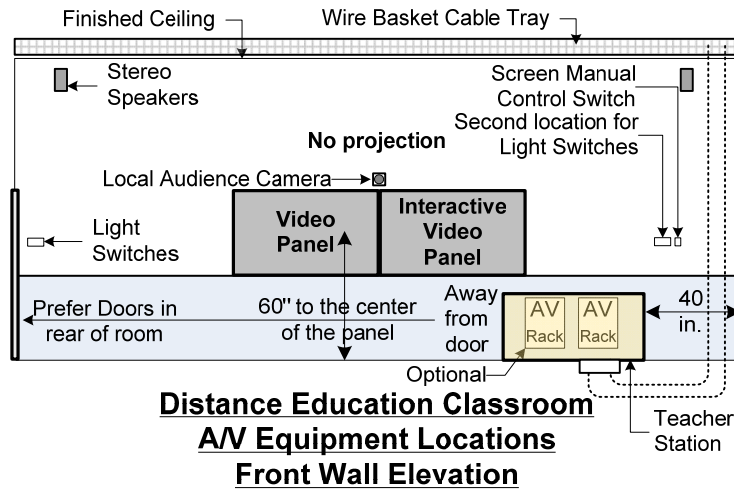 Finished Ceiling
Wire Basket Cable Tray
Stereo
Speakers
Screen Manual
Control Switch
Second location for
Light Switches
No projection
Local Audience Camera
Light
Switches
Video
Panel
Interactive
Video
Panel
Prefer Doors in
rear of room
60" to the center
of the panel
Away
from
door
AV
Rack
AV
Rack
40
in.
Optional
Teacher
Station
Distance Education Classroom
A/V Equipment Locations
Front Wall Elevation